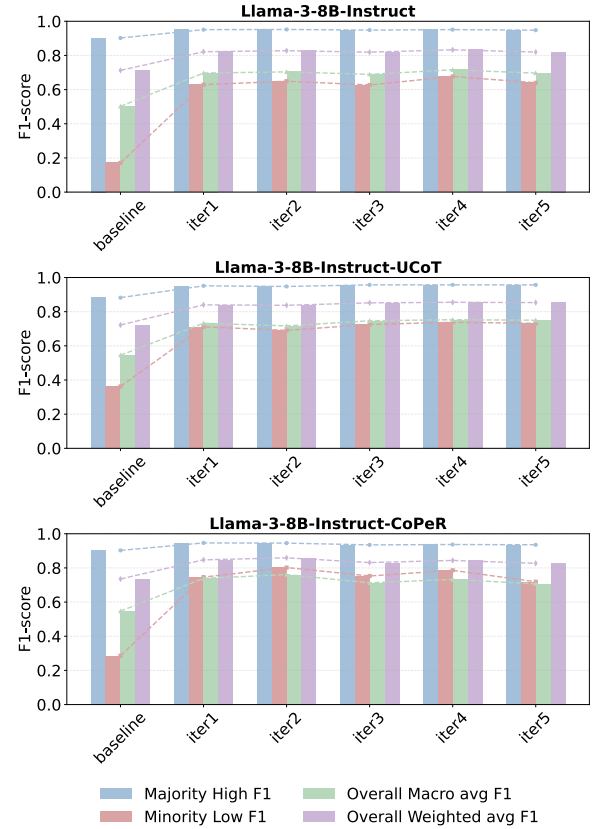 Llama-3-8B-Instruct
1.0
0.8
0.6
0.4
0.2
0.0
F1-score
baseline
iter1
iter2
iter3
iter4
iter5
Llama-3-8B-Instruct-UCoT
1.0
0.8
0.6
0.4
0.2
0.0
F1-score
baseline
iter1
iter2
iter3
iter4
iter5
Llama-3-8B-Instruct-CoPeR
1.0
0.8
0.6
0.4
0.2
0.0
F1-score
baseline
iter1
iter2
iter3
iter4
iter5
Majority High F1
Minority Low F1
Overall Macro avg F1
Overall Weighted avg F1